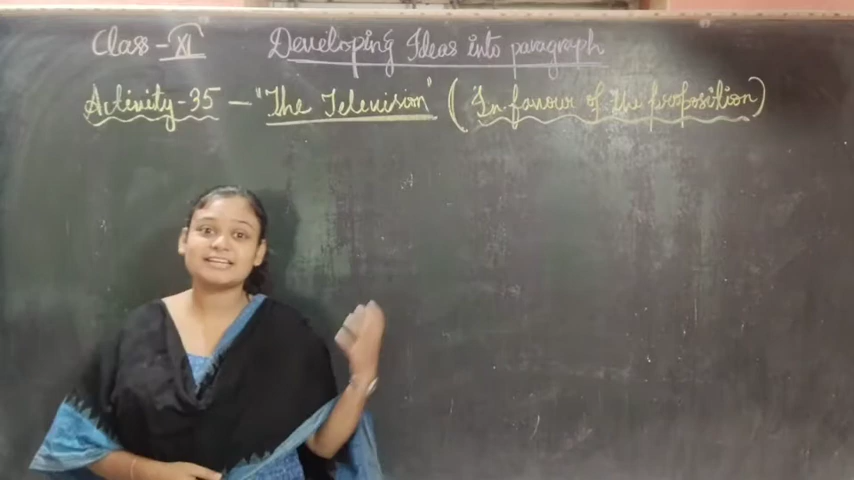 Class - XI Developing Ideas into paragraph
Activity - 35 - "The Television" (In favour of the proposition)